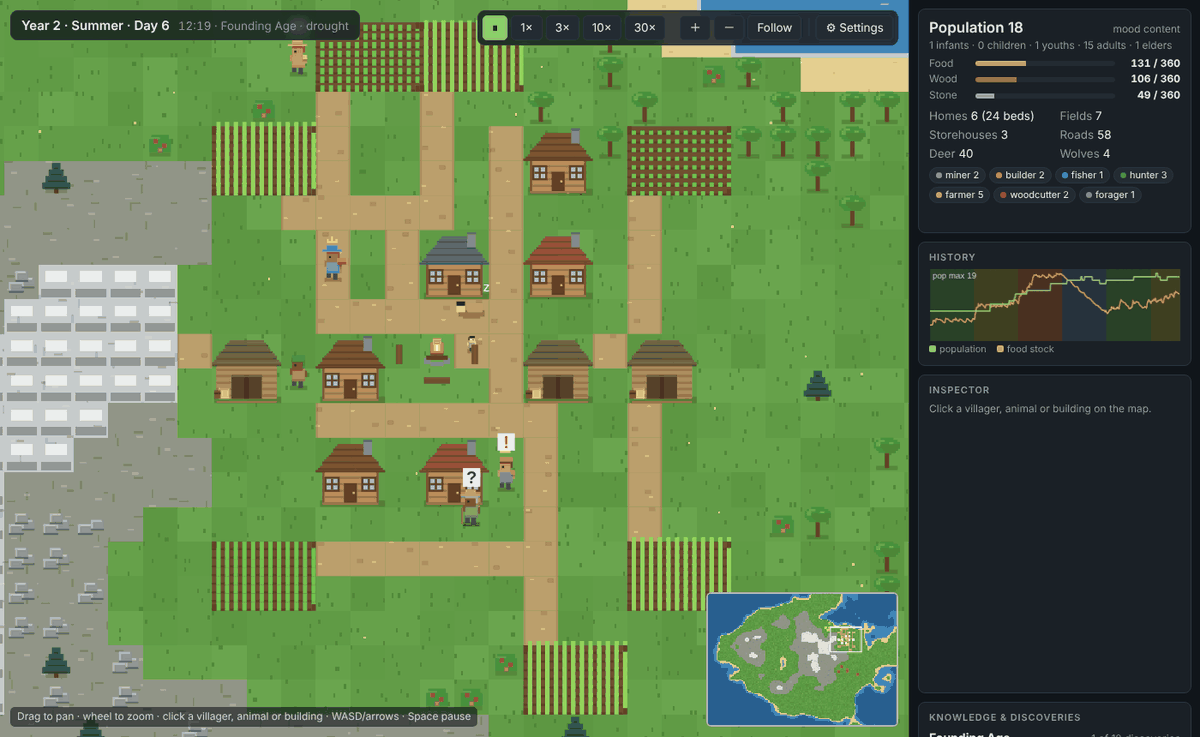 Year 2 · Summer · Day 6 12:19 · Founding Age · drought
1× 3× 10× 30× + − Follow ⚙ Settings
z
!
?
Drag to pan · wheel to zoom · click a villager, animal or building · WASD/arrows · Space pause
Population 18 mood content
1 infants · 0 children · 1 youths · 15 adults · 1 elders
Food 131 / 360
Wood 106 / 360
Stone 49 / 360
Homes 6 (24 beds) Fields 7
Storehouses 3 Roads 58
Deer 40 Wolves 4
miner 2 builder 2 fisher 1 hunter 3
farmer 5 woodcutter 2 forager 1
HISTORY
pop max 19
population food stock
INSPECTOR
Click a villager, animal or building on the map.
KNOWLEDGE & DISCOVERIES
Founding Age